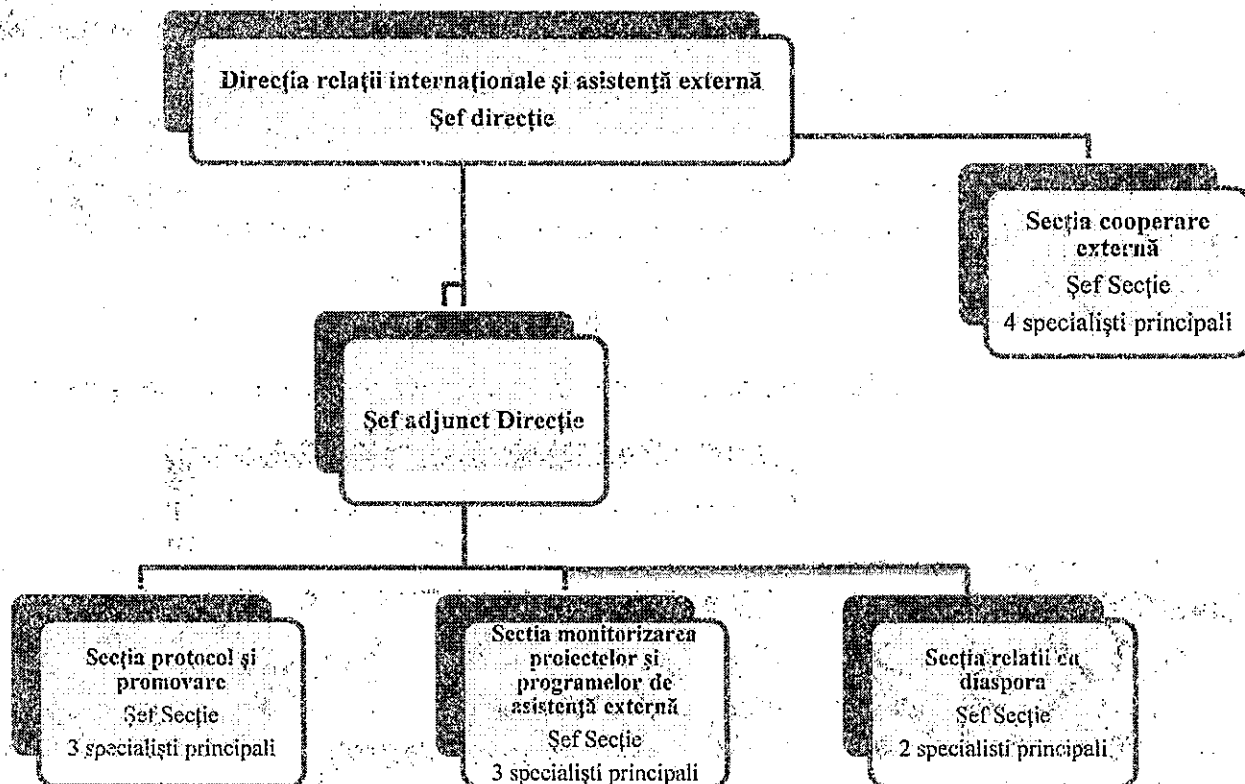 Direcția relații internaționale și asistență externă
Șef direcție
Secția cooperare
externă
Șef Secție
4 specialiști principali
Șef adjunct Direcție
Secția protocol și
promovare
Șef Secție
3 specialiști principali
Secția monitorizarea
proiectelor și
programelor de
asistență externă
Șef Secție
3 specialiști principali
Secția relatii cu
diaspora
Șef Secție
2 specialisti principali